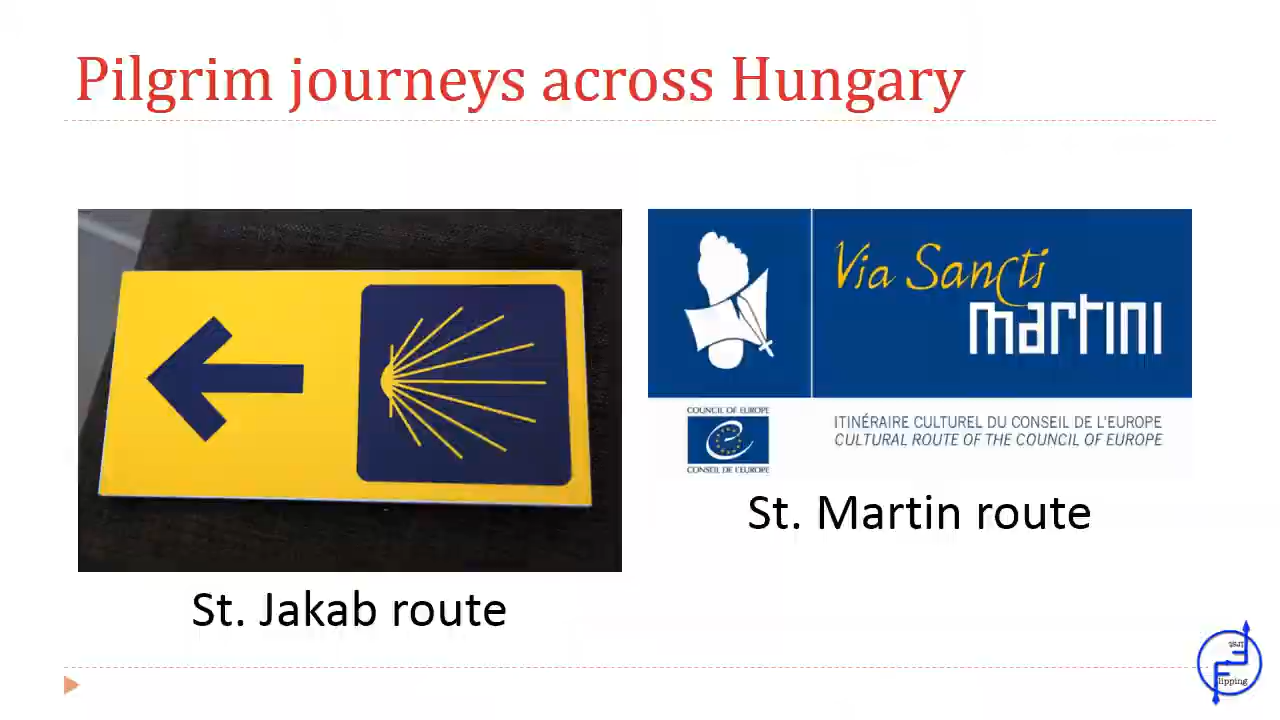 Pilgrim journeys across Hungary
Via Sancti
martini
COUNCIL OF EUROPE
CONSEIL DE L'EUROPE
ITINÉRAIRE CULTUREL DU CONSEIL DE L'EUROPE
CULTURAL ROUTE OF THE COUNCIL OF EUROPE
St. Martin route
St. Jakab route
lipping